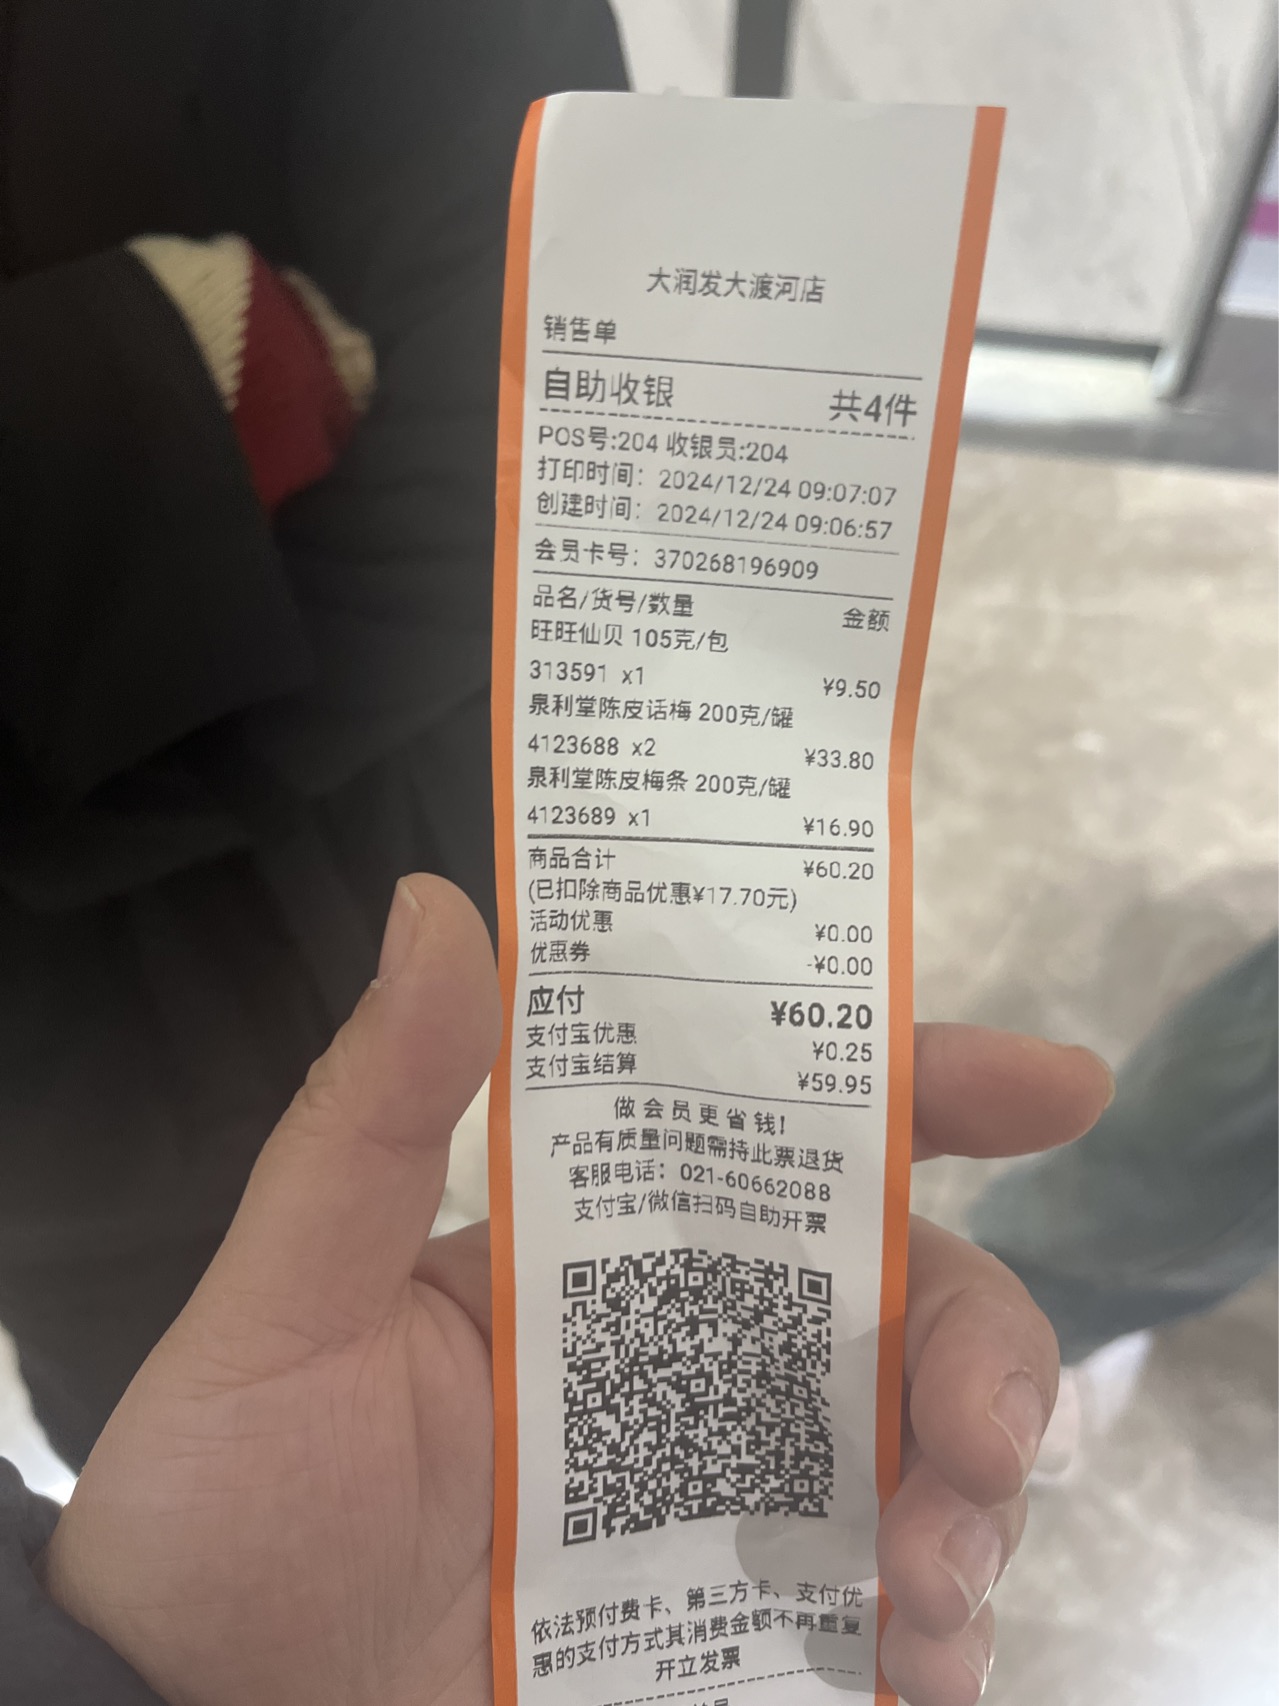 大润发大渡河店
销售单
自助收银 共4件
POS号:204 收银员:204
打印时间： 2024/12/24 09:07:07
创建时间： 2024/12/24 09:06:57
会员卡号： 370268196909
品名/货号/数量 金额
旺旺仙贝 105克/包
313591 x1 ¥9.50
泉利堂陈皮话梅 200克/罐
4123688 x2 ¥33.80
泉利堂陈皮梅条 200克/罐
4123689 x1 ¥16.90
商品合计 ¥60.20
(已扣除商品优惠¥17.70元)
活动优惠 ¥0.00
优惠券 -¥0.00
应付 ¥60.20
支付宝优惠 ¥0.25
支付宝结算 ¥59.95
做会员更省钱!
产品有质量问题需持此票退货
客服电话： 021-60662088
支付宝/微信扫码自助开票
依法预付费卡、第三方卡、支付优
惠的支付方式其消费金额不再重复
开立发票